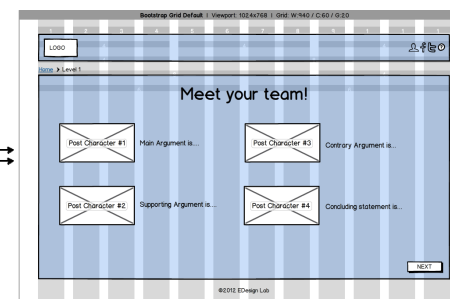 Bootstrap Grid Default | Viewport: 1024x768 | Grid: W:940 / C:60 / G:20
LOGO
Home > Level 1
Meet your team!
Post Character #1
Main Argument is...
Post Character #3
Contrary Argument is...
Post Character #2
Supporting Argument is...
Post Character #4
Concluding statement is...
NEXT
©2012 EDesign Lab